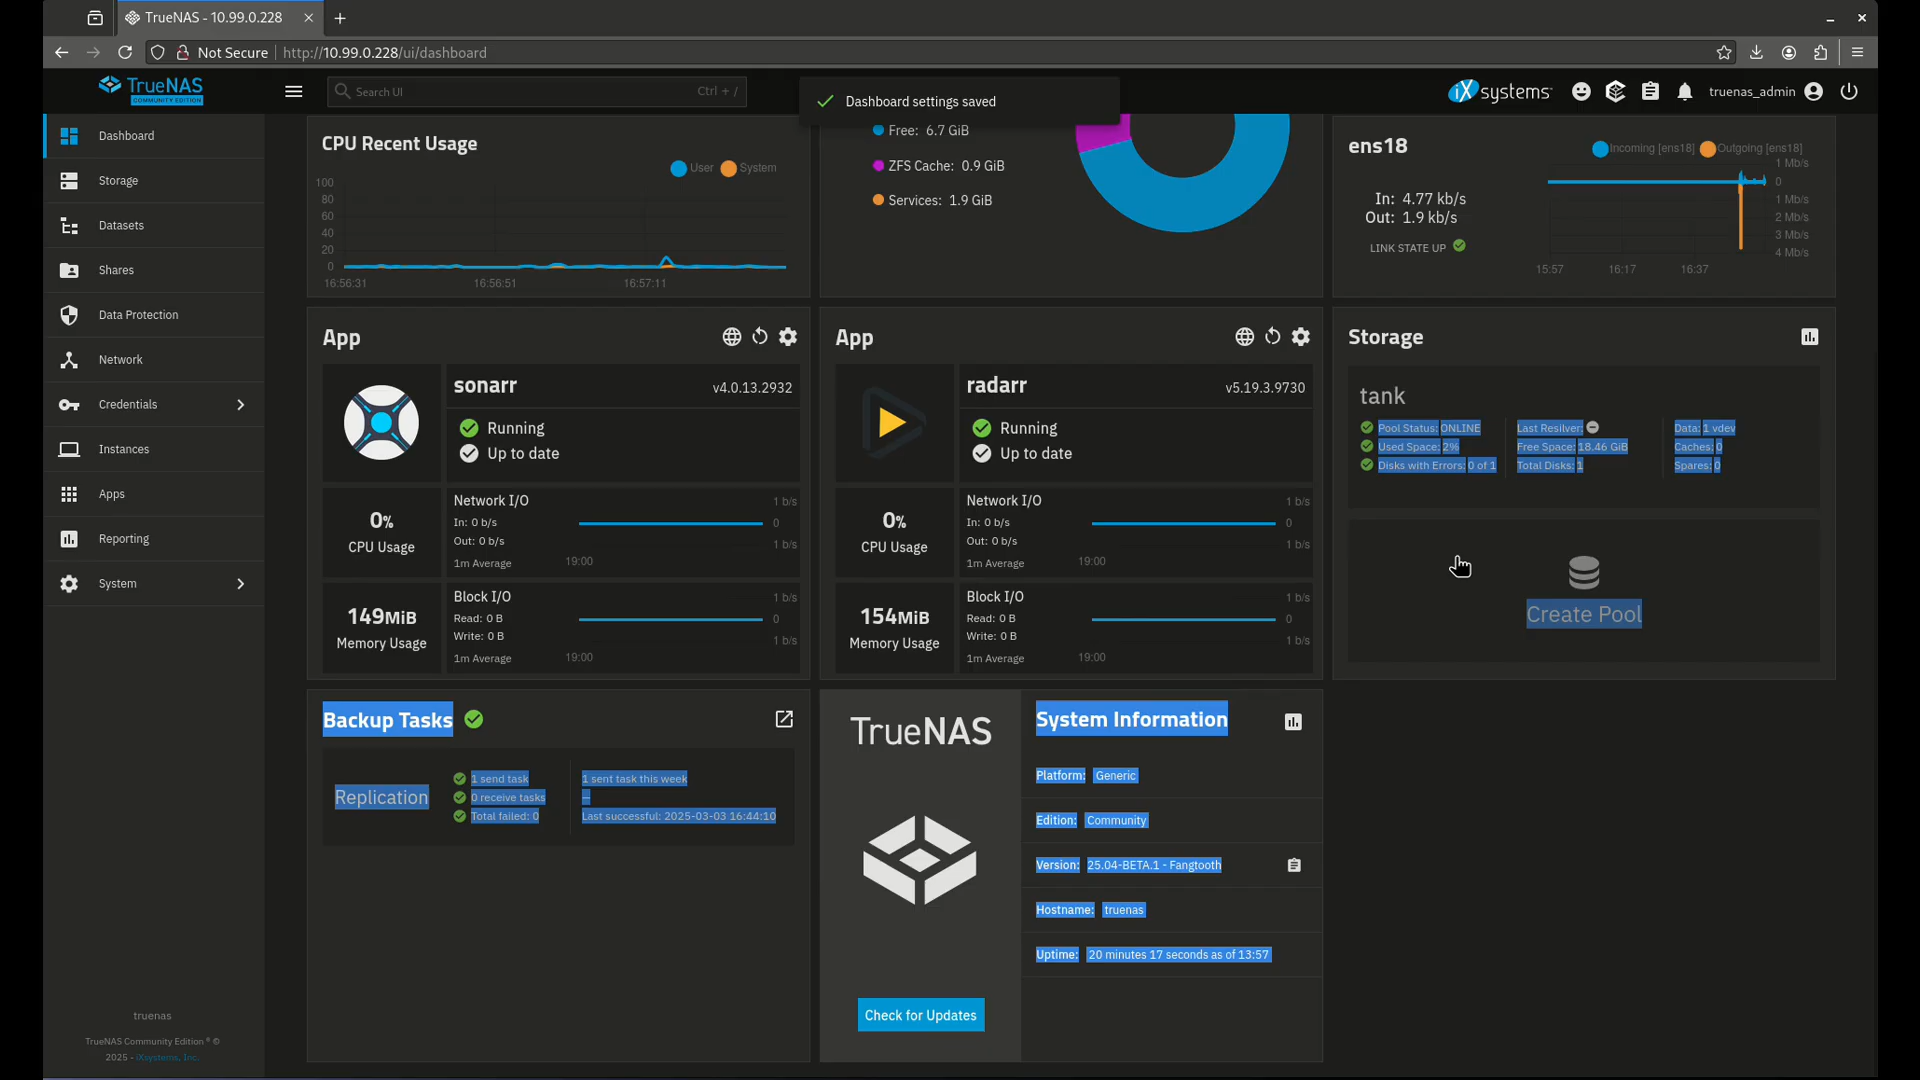 TrueNAS - 10.99.0.228
Not Secure
http://10.99.0.228/ui/dashboard
TrueNAS
COMMUNITY EDITION
Search UI
Ctrl + /
Dashboard settings saved
iXsystems
truenas_admin
Dashboard
Storage
Datasets
Shares
Data Protection
Network
Credentials
Instances
Apps
Reporting
System
truenas
TrueNAS Community Edition ® ©
2025 - iXsystems, Inc.
CPU Recent Usage
User
System
100
80
60
40
20
0
16:56:31
16:56:51
16:57:11
Free: 6.7 GiB
ZFS Cache: 0.9 GiB
Services: 1.9 GiB
ens18
Incoming [ens18]
Outgoing [ens18]
In: 4.77 kb/s
Out: 1.9 kb/s
LINK STATE UP
1 Mb/s
0
1 Mb/s
2 Mb/s
3 Mb/s
4 Mb/s
15:57
16:17
16:37
App
sonarr
v4.0.13.2932
Running
Up to date
0%
CPU Usage
Network I/O
In: 0 b/s
Out: 0 b/s
1m Average
1 b/s
0
1 b/s
19:00
149MiB
Memory Usage
Block I/O
Read: 0 B
Write: 0 B
1m Average
1 b/s
0
1 b/s
19:00
App
radarr
v5.19.3.9730
Running
Up to date
0%
CPU Usage
Network I/O
In: 0 b/s
Out: 0 b/s
1m Average
1 b/s
0
1 b/s
19:00
154MiB
Memory Usage
Block I/O
Read: 0 B
Write: 0 B
1m Average
1 b/s
0
1 b/s
19:00
Storage
tank
Pool Status: ONLINE
Used Space: 2%
Disks with Errors: 0 of 1
Last Resilver:
Free Space: 18.46 GiB
Total Disks: 1
Data: 1 vdev
Caches: 0
Spares: 0
Create Pool
Backup Tasks
Replication
1 send task
0 receive tasks
Total failed: 0
1 sent task this week
—
Last successful: 2025-03-03 16:44:10
TrueNAS
Check for Updates
System Information
Platform: Generic
Edition: Community
Version: 25.04-BETA.1 - Fangtooth
Hostname: truenas
Uptime: 20 minutes 17 seconds as of 13:57